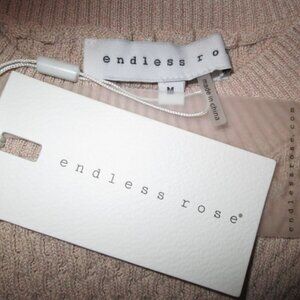 endless ro
M
made in china
endlessrose.com
endless rose®